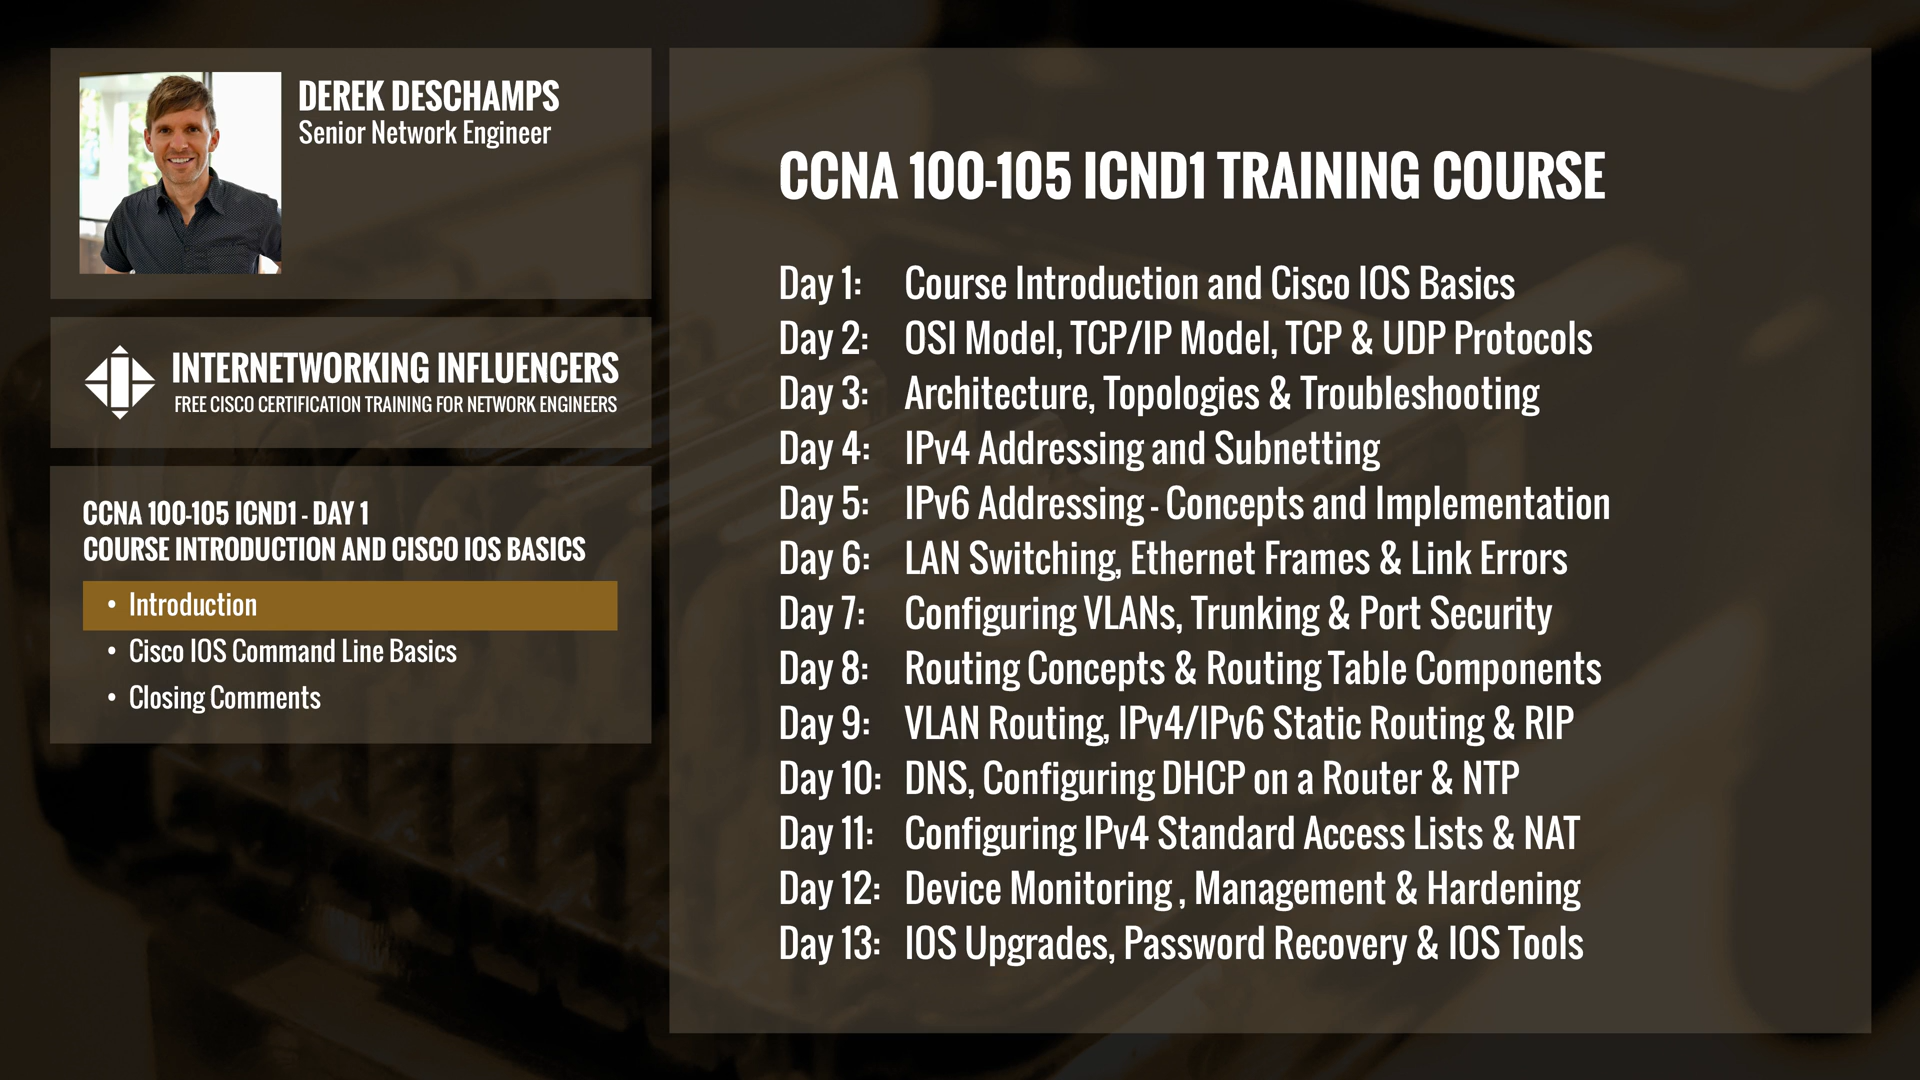 DEREK DESCHAMPS
Senior Network Engineer
INTERNETWORKING INFLUENCERS
FREE CISCO CERTIFICATION TRAINING FOR NETWORK ENGINEERS
CCNA 100-105 ICND1 - DAY 1
COURSE INTRODUCTION AND CISCO IOS BASICS
• Introduction
• Cisco IOS Command Line Basics
• Closing Comments
CCNA 100-105 ICND1 TRAINING COURSE
Day 1: Course Introduction and Cisco IOS Basics
Day 2: OSI Model, TCP/IP Model, TCP & UDP Protocols
Day 3: Architecture, Topologies & Troubleshooting
Day 4: IPv4 Addressing and Subnetting
Day 5: IPv6 Addressing - Concepts and Implementation
Day 6: LAN Switching, Ethernet Frames & Link Errors
Day 7: Configuring VLANs, Trunking & Port Security
Day 8: Routing Concepts & Routing Table Components
Day 9: VLAN Routing, IPv4/IPv6 Static Routing & RIP
Day 10: DNS, Configuring DHCP on a Router & NTP
Day 11: Configuring IPv4 Standard Access Lists & NAT
Day 12: Device Monitoring , Management & Hardening
Day 13: IOS Upgrades, Password Recovery & IOS Tools